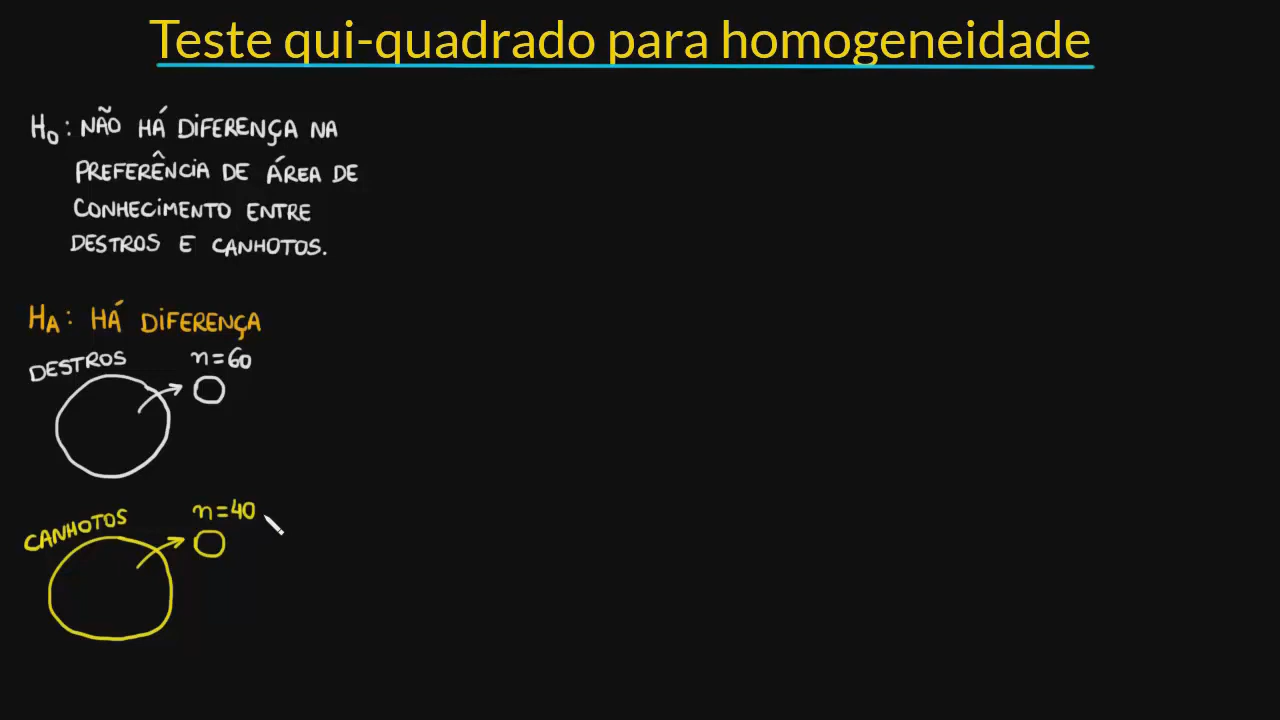 Teste qui-quadrado para homogeneidade
H0: NÃO HÁ DIFERENÇA NA
PREFERÊNCIA DE ÁREA DE
CONHECIMENTO ENTRE
DESTROS E CANHOTOS.
HA: HÁ DIFERENÇA
DESTROS
n=60
CANHOTOS
n=40